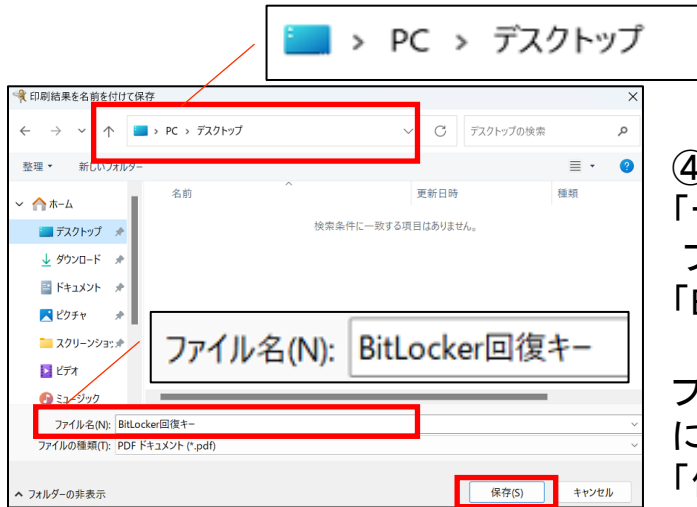 > PC > デスクトップ
印刷結果を名前を付けて保存
> PC > デスクトップ
デスクトップの検索
整理
新しいフォルダー
名前
更新日時
種類
検索条件に一致する項目はありません。
ホーム
デスクトップ
ダウンロード
ドキュメント
ピクチャ
スクリーンショ
ビデオ
ミュージック
ファイル名(N): BitLocker回復キー
ファイル名(N): BitLocker回復キー
ファイルの種類(T): PDF ドキュメント (*.pdf)
フォルダーの非表示
保存(S)
キャンセル
④